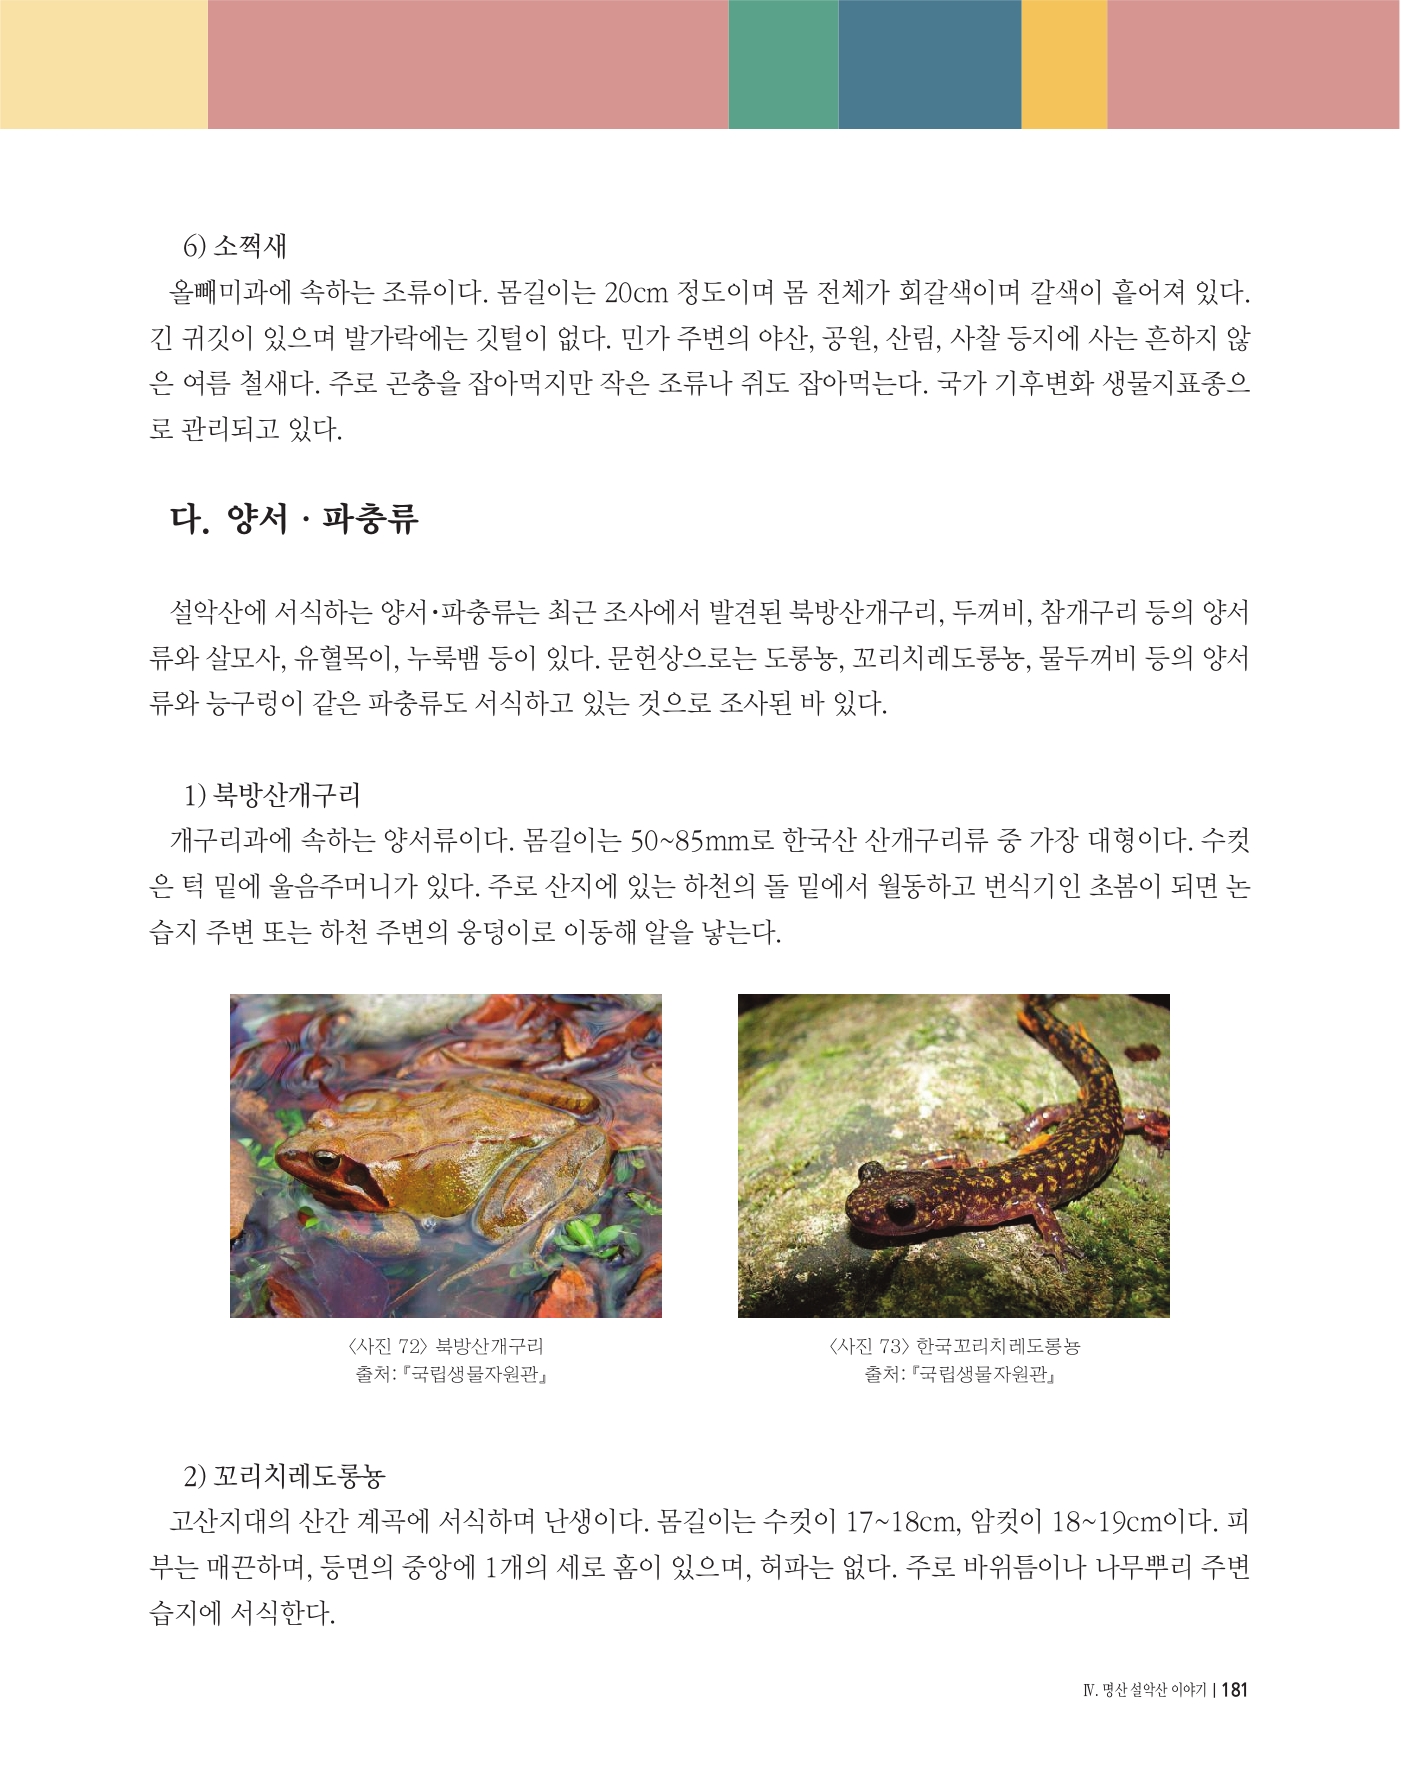 6) 소쩍새
올빼미과에 속하는 조류이다. 몸길이는 20cm 정도이며 몸 전체가 회갈색이며 갈색이 흩어져 있다.
긴 귀깃이 있으며 발가락에는 깃털이 없다. 민가 주변의 야산, 공원, 산림, 사찰 등지에 사는 흔하지 않
은 여름 철새다. 주로 곤충을 잡아먹지만 작은 조류나 쥐도 잡아먹는다. 국가 기후변화 생물지표종으
로 관리되고 있다.
다. 양서 · 파충류
설악산에 서식하는 양서·파충류는 최근 조사에서 발견된 북방산개구리, 두꺼비, 참개구리 등의 양서
류와 살모사, 유혈목이, 누룩뱀 등이 있다. 문헌상으로는 도롱뇽, 꼬리치레도롱뇽, 물두꺼비 등의 양서
류와 능구렁이 같은 파충류도 서식하고 있는 것으로 조사된 바 있다.
1) 북방산개구리
개구리과에 속하는 양서류이다. 몸길이는 50~85mm로 한국산 산개구리류 중 가장 대형이다. 수컷
은 턱 밑에 울음주머니가 있다. 주로 산지에 있는 하천의 돌 밑에서 월동하고 번식기인 초봄이 되면 논
습지 주변 또는 하천 주변의 웅덩이로 이동해 알을 낳는다.
〈사진 72〉 북방산개구리
출처: 『국립생물자원관』
〈사진 73〉 한국꼬리치레도롱뇽
출처: 『국립생물자원관』
2) 꼬리치레도롱뇽
고산지대의 산간 계곡에 서식하며 난생이다. 몸길이는 수컷이 17~18cm, 암컷이 18~19cm이다. 피
부는 매끈하며, 등면의 중앙에 1개의 세로 홈이 있으며, 허파는 없다. 주로 바위틈이나 나무뿌리 주변
습지에 서식한다.
Ⅳ. 명산 설악산 이야기 | 181